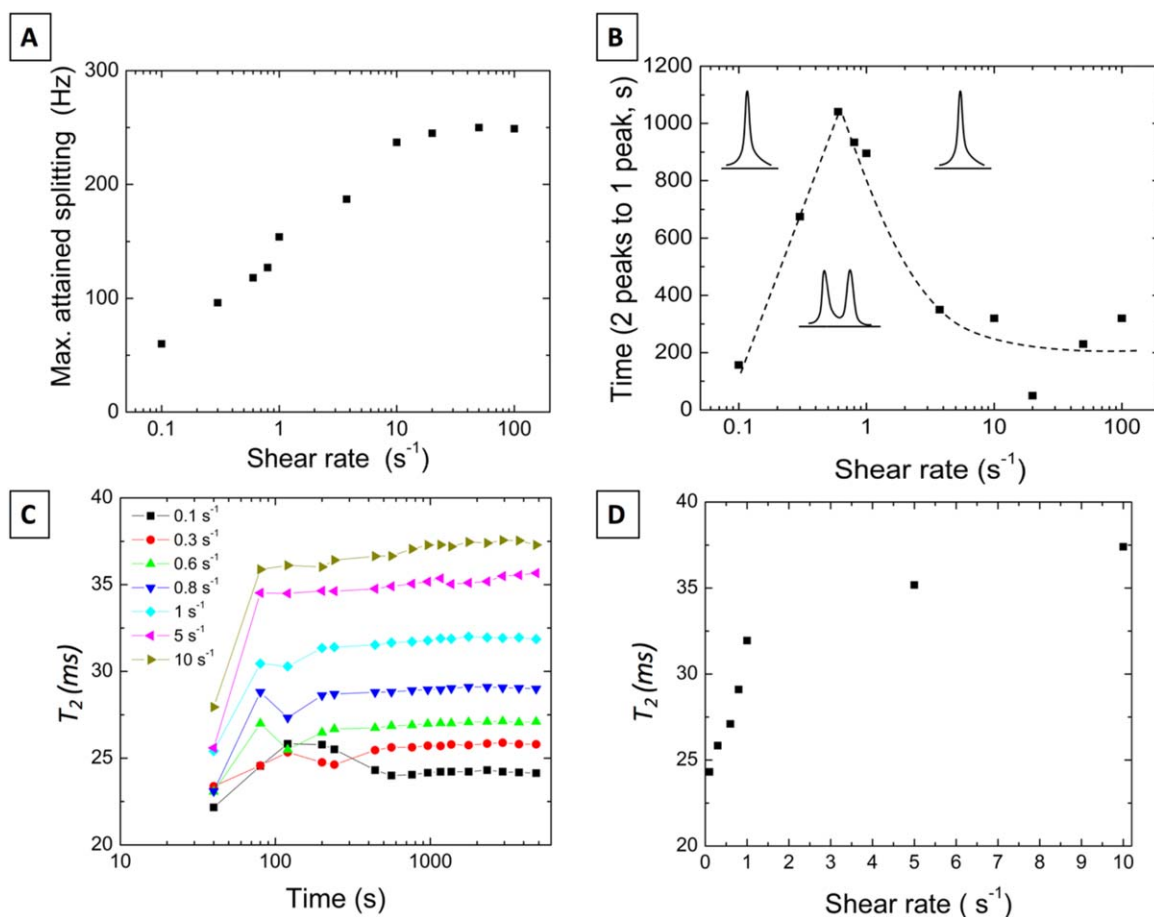 A
Max. attained splitting (Hz)
300
200
100
0
0.1 1 10 100
Shear rate (s⁻¹)
B
Time (2 peaks to 1 peak, s)
1200
1000
800
600
400
200
0
0.1 1 10 100
Shear rate (s⁻¹)
C
T₂ (ms)
40
35
30
25
20
0.1 s⁻¹
0.3 s⁻¹
0.6 s⁻¹
0.8 s⁻¹
1 s⁻¹
5 s⁻¹
10 s⁻¹
10 100 1000
Time (s)
D
T₂ (ms)
40
35
30
25
20
0 1 2 3 4 5 6 7 8 9 10
Shear rate ( s⁻¹)